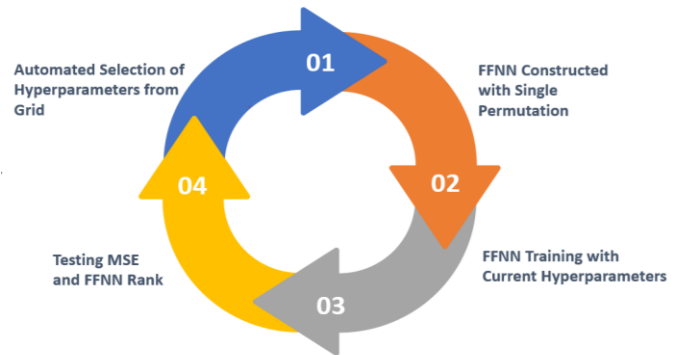 01
Automated Selection of
Hyperparameters from
Grid
FFNN Constructed
with Single
Permutation
02
FFNN Training with
Current Hyperparameters
03
Testing MSE
and FFNN Rank
04